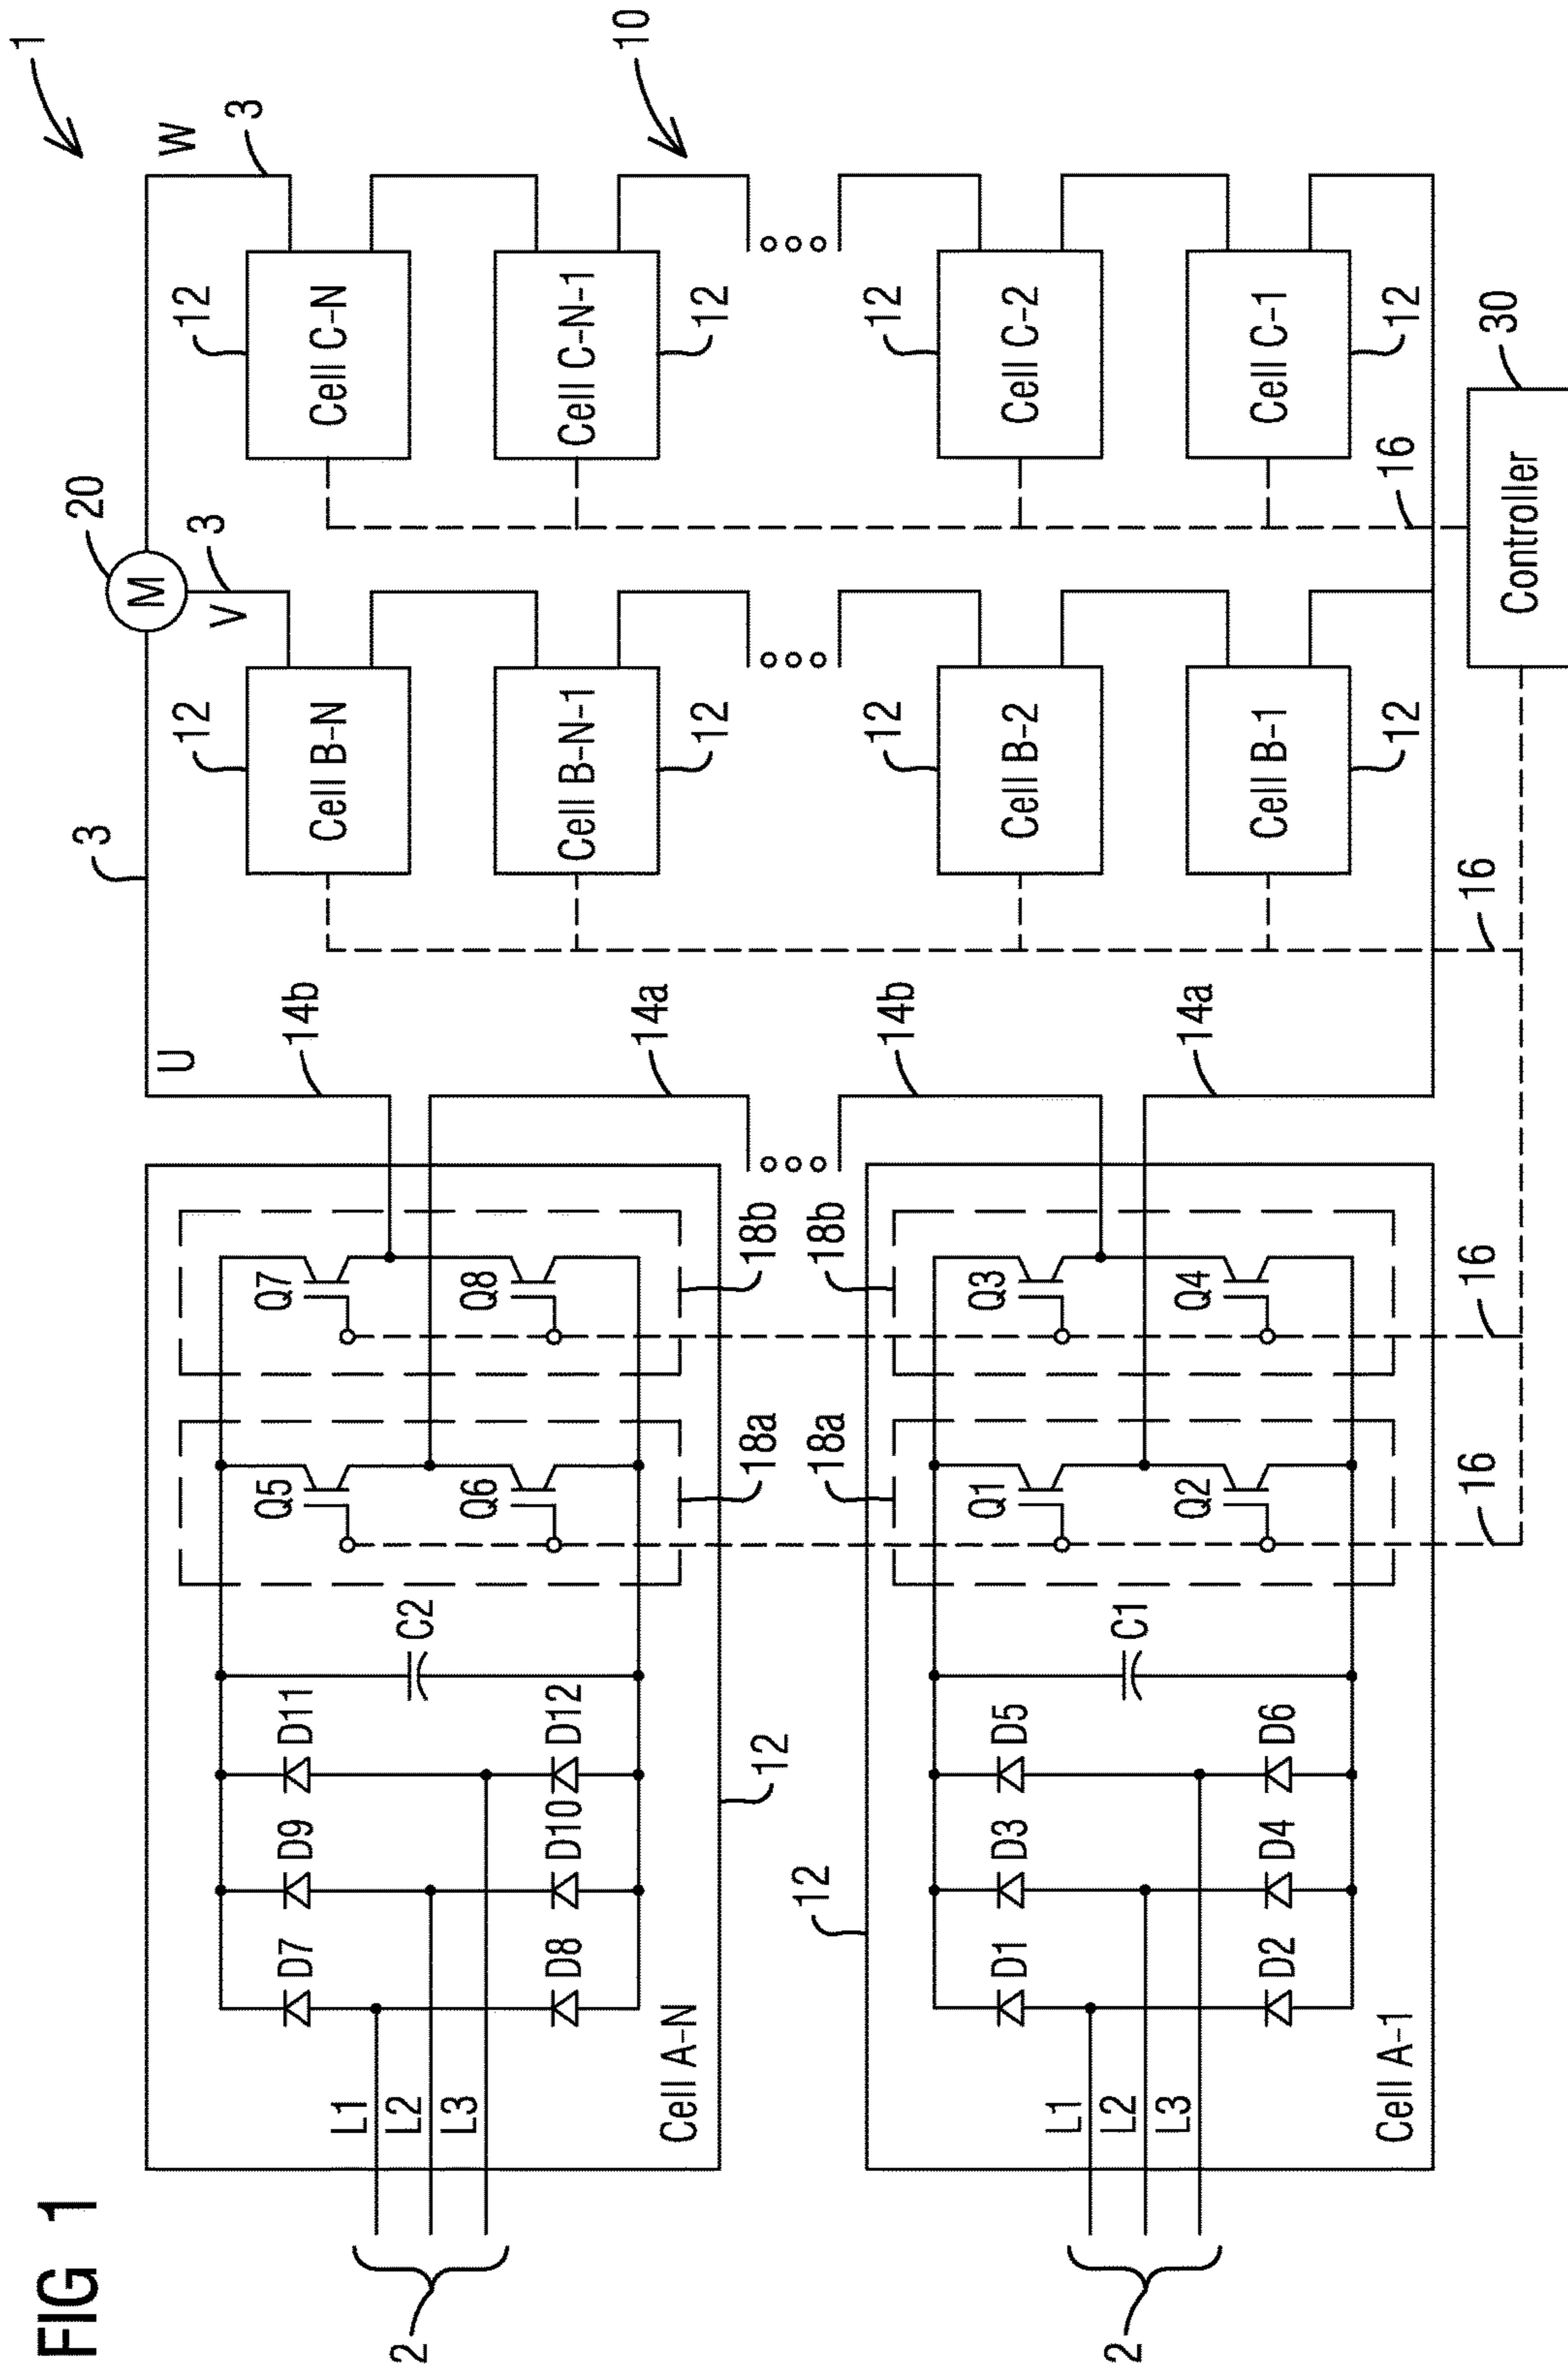 FIG 1
1
10
20
M
3
U
V
3
W
3
2
L1
L2
L3
Cell A-N
D7
D9
D11
D8
D10
D12
C2
Q5
Q7
Q6
Q8
18a
18b
14b
14a
12
12
Cell B-N
12
Cell C-N
Cell B-N-1
12
Cell C-N-1
12
2
L1
L2
L3
Cell A-1
D1
D3
D5
D2
D4
D6
C1
Q1
Q3
Q2
Q4
18a
18b
14b
14a
12
12
Cell B-2
12
Cell C-2
Cell B-1
12
Cell C-1
12
16
16
16
16
Controller
30